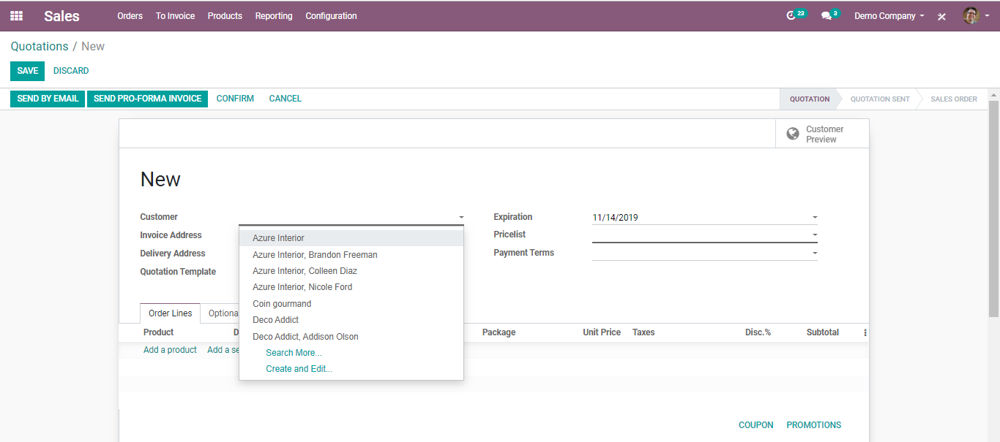 Sales Orders To Invoice Products Reporting Configuration 23 3 Demo Company
Quotations / New
SAVE DISCARD
SEND BY EMAIL SEND PRO-FORMA INVOICE CONFIRM CANCEL QUOTATION QUOTATION SENT SALES ORDER
Customer
Preview
New
Customer Expiration 11/14/2019
Invoice Address Pricelist
Delivery Address Payment Terms
Quotation Template
Azure Interior
Azure Interior, Brandon Freeman
Azure Interior, Colleen Diaz
Azure Interior, Nicole Ford
Coin gourmand
Deco Addict
Deco Addict, Addison Olson
Search More...
Create and Edit...
Order Lines Optiona
Product D Package Unit Price Taxes Disc.% Subtotal
Add a product Add a se
COUPON PROMOTIONS